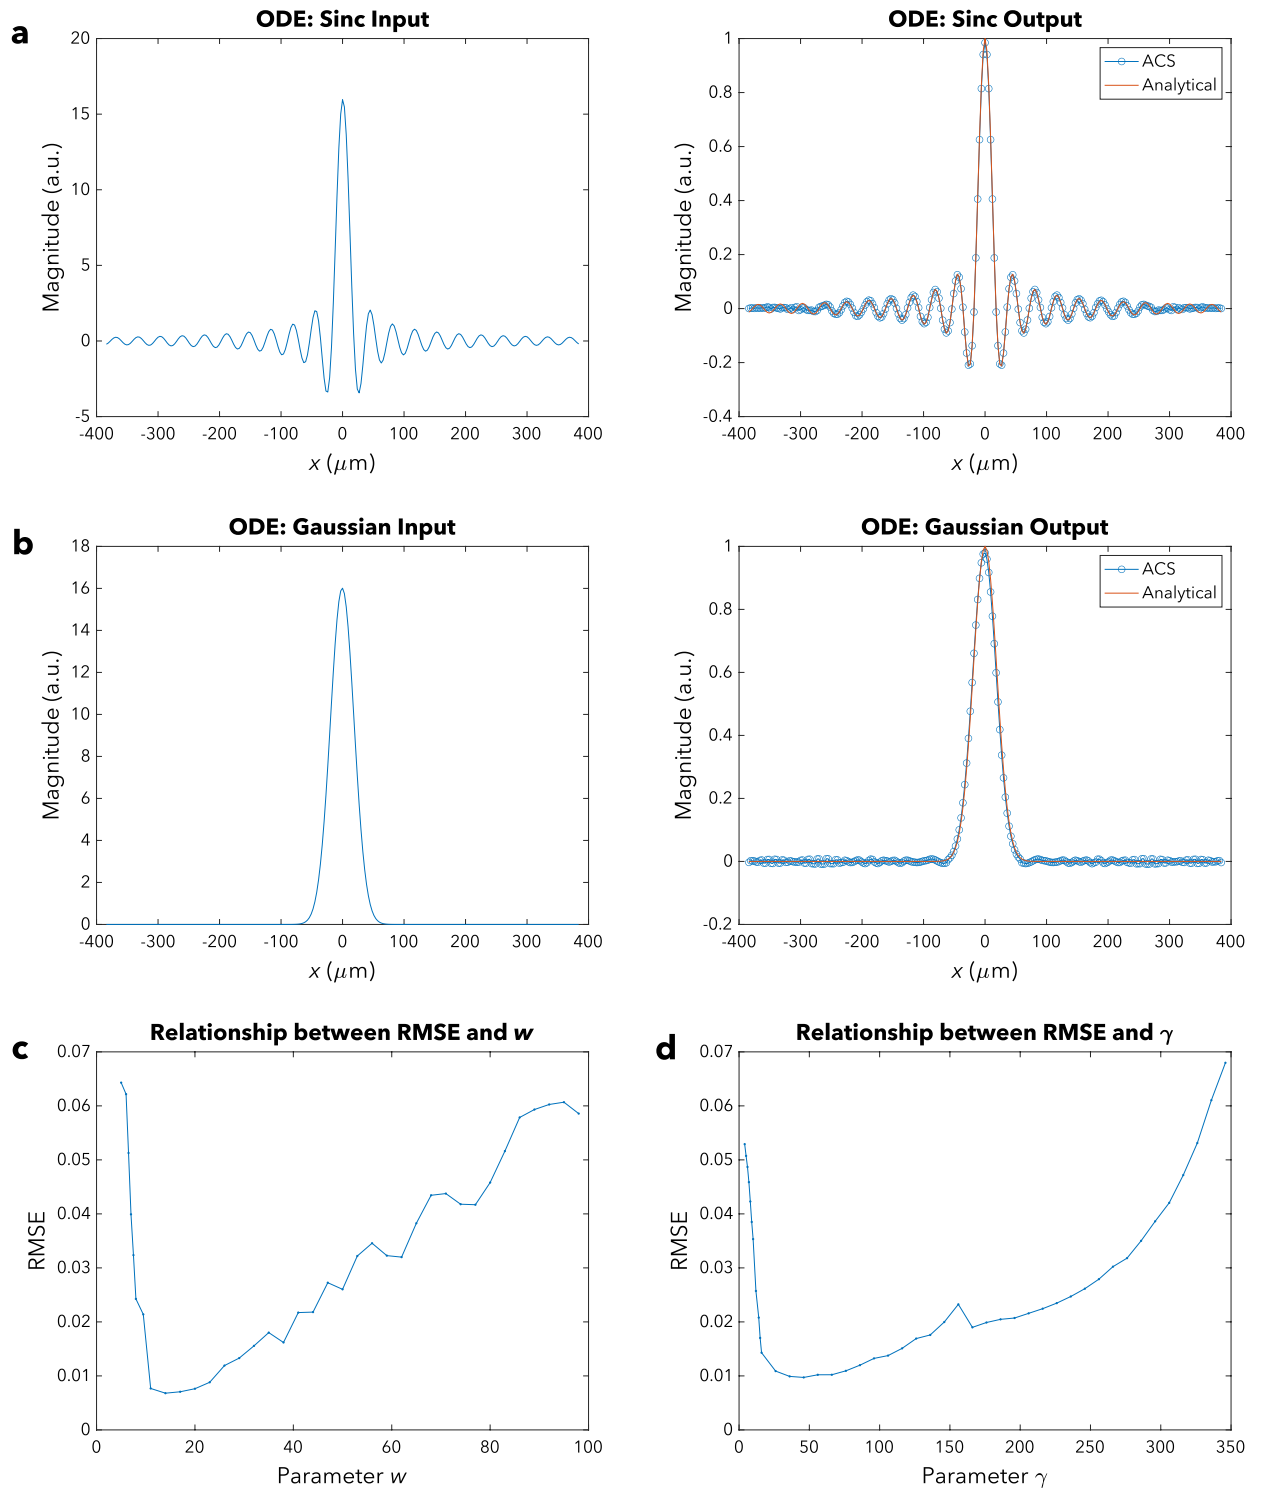 a
ODE: Sinc Input
20
15
10
5
0
-5
-400 -300 -200 -100 0 100 200 300 400
Magnitude (a.u.)
x (μm)
ODE: Sinc Output
1
0.8
0.6
0.4
0.2
0
-0.2
-0.4
-400 -300 -200 -100 0 100 200 300 400
Magnitude (a.u.)
x (μm)
ACS
Analytical
b
ODE: Gaussian Input
18
16
14
12
10
8
6
4
2
0
-400 -300 -200 -100 0 100 200 300 400
Magnitude (a.u.)
x (μm)
ODE: Gaussian Output
1
0.8
0.6
0.4
0.2
0
-0.2
-400 -300 -200 -100 0 100 200 300 400
Magnitude (a.u.)
x (μm)
ACS
Analytical
c
Relationship between RMSE and w
0.07
0.06
0.05
0.04
0.03
0.02
0.01
0
0 20 40 60 80 100
RMSE
Parameter w
d
Relationship between RMSE and γ
0.07
0.06
0.05
0.04
0.03
0.02
0.01
0
0 50 100 150 200 250 300 350
RMSE
Parameter γ